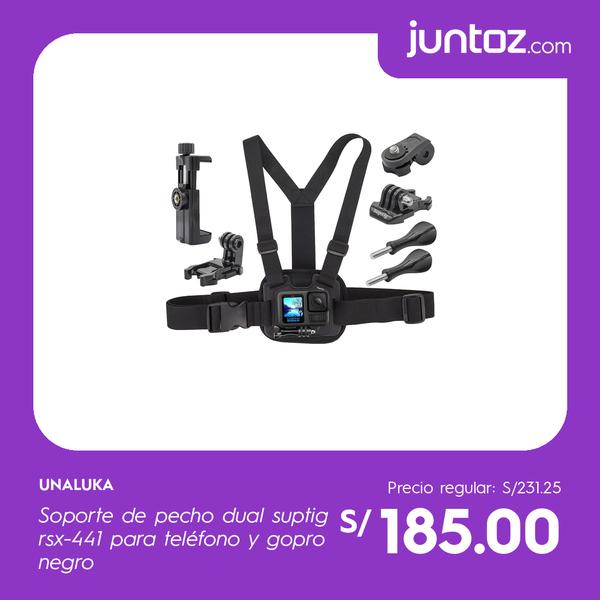 juntoz.com
UNALUKA
Soporte de pecho dual suptig
rsx-441 para teléfono y gopro
negro
Precio regular: S/231.25
S/185.00